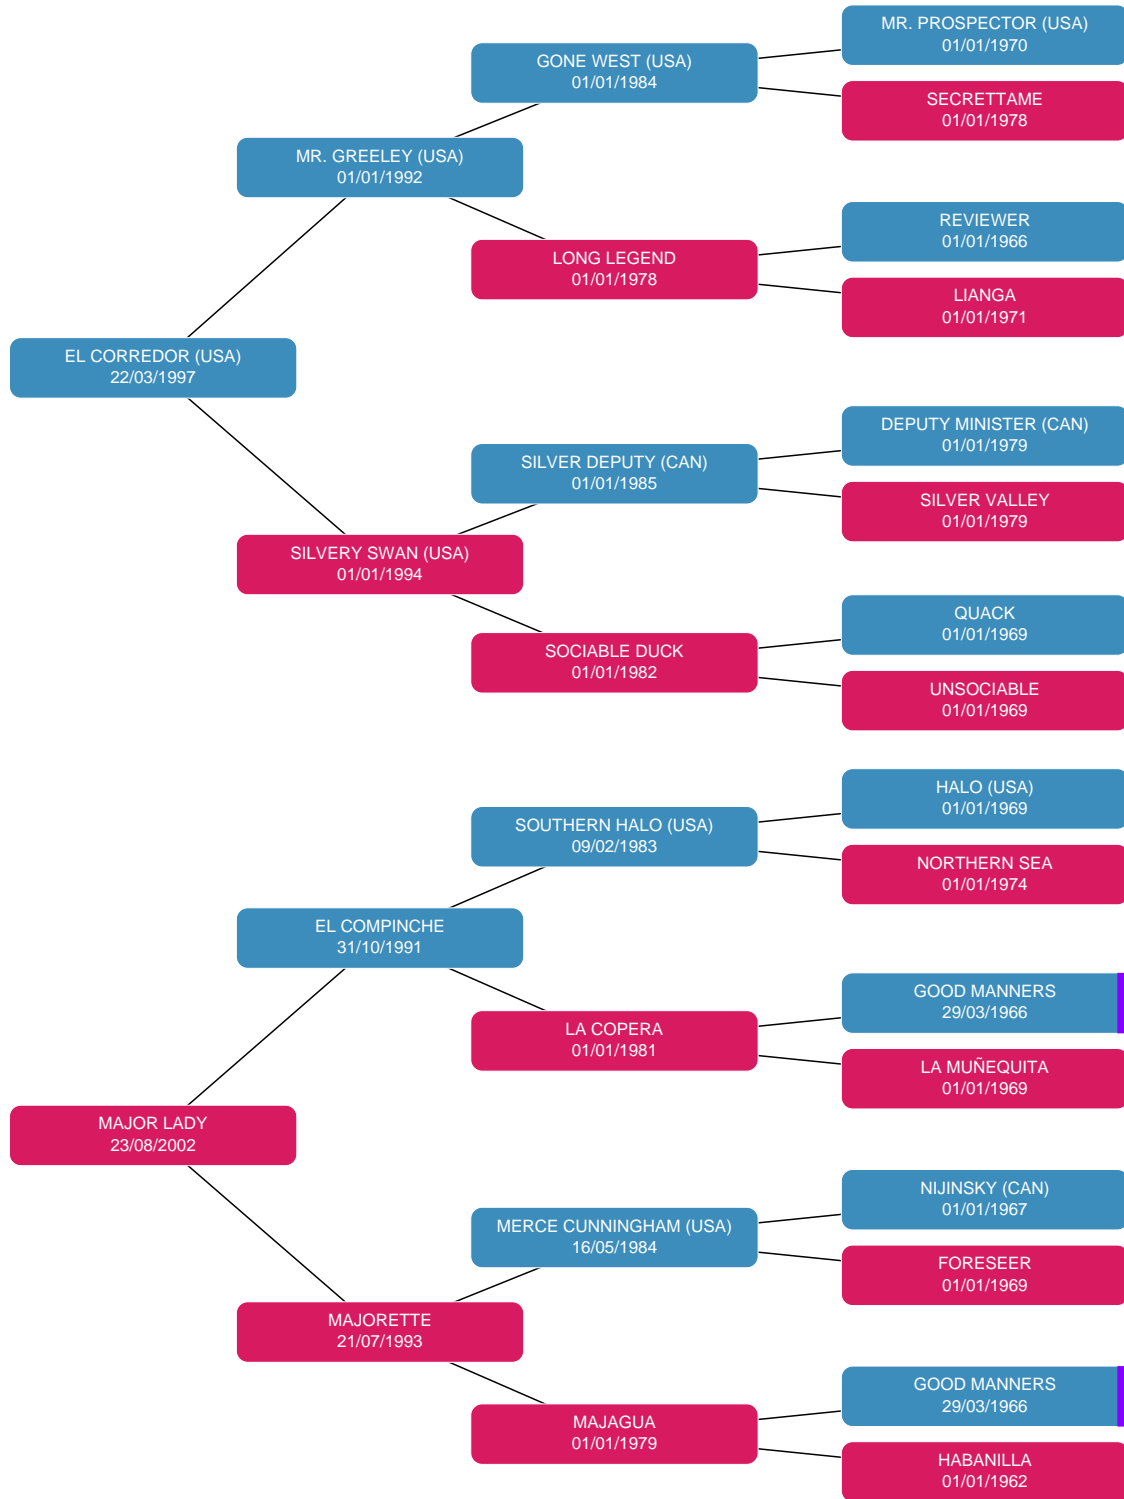 MR. PROSPECTOR (USA)
01/01/1970
GONE WEST (USA)
01/01/1984
SECRETTAME
01/01/1978
MR. GREELEY (USA)
01/01/1992
REVIEWER
01/01/1966
LONG LEGEND
01/01/1978
LIANGA
01/01/1971
EL CORREDOR (USA)
22/03/1997
DEPUTY MINISTER (CAN)
01/01/1979
SILVER DEPUTY (CAN)
01/01/1985
SILVER VALLEY
01/01/1979
SILVERY SWAN (USA)
01/01/1994
QUACK
01/01/1969
SOCIABLE DUCK
01/01/1982
UNSOCIABLE
01/01/1969
HALO (USA)
01/01/1969
SOUTHERN HALO (USA)
09/02/1983
NORTHERN SEA
01/01/1974
EL COMPINCHE
31/10/1991
GOOD MANNERS
29/03/1966
LA COPERA
01/01/1981
LA MUÑEQUITA
01/01/1969
MAJOR LADY
23/08/2002
NIJINSKY (CAN)
01/01/1967
MERCE CUNNINGHAM (USA)
16/05/1984
FORESEER
01/01/1969
MAJORETTE
21/07/1993
GOOD MANNERS
29/03/1966
MAJAGUA
01/01/1979
HABANILLA
01/01/1962